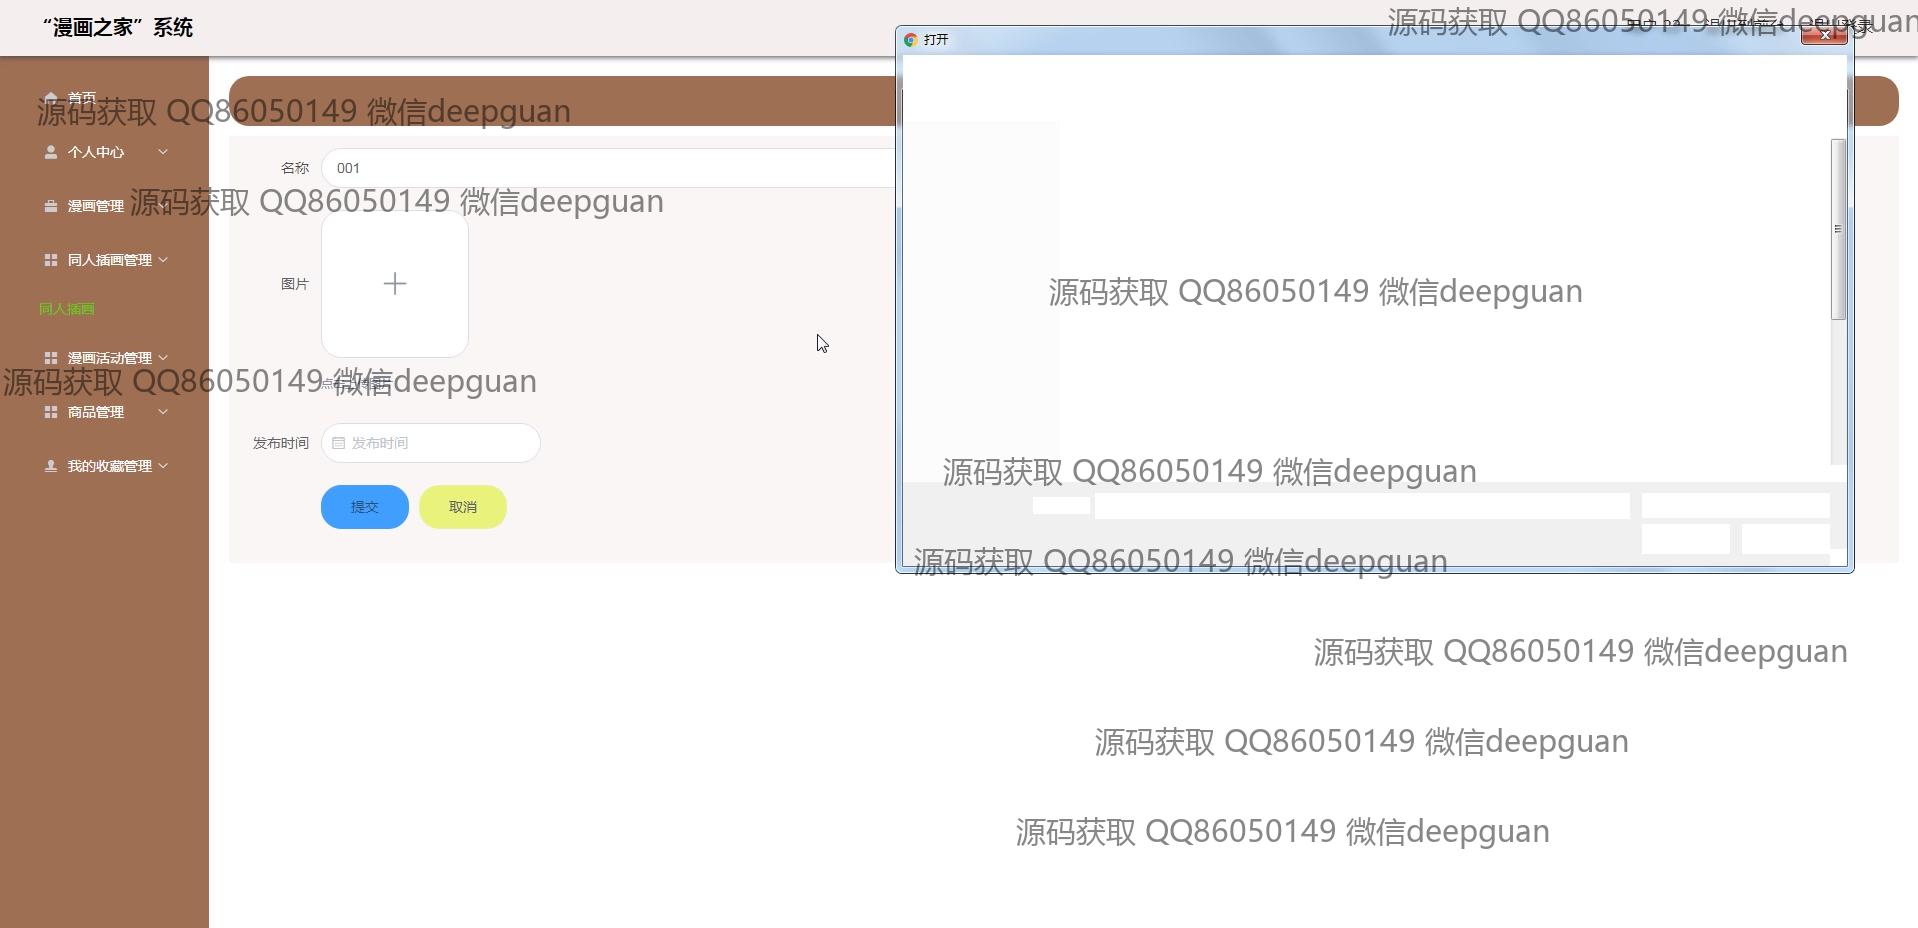 “漫画之家”系统
源码获取 QQ86050149 微信deepguan
打开
首页
源码获取 QQ86050149 微信deepguan
个人中心
名称
001
漫画管理
源码获取 QQ86050149 微信deepguan
同人插画管理
图片
源码获取 QQ86050149 微信deepguan
同人插画
漫画活动管理
源码获取 QQ86050149 微信deepguan
点击上传图片
商品管理
发布时间
发布时间
我的收藏管理
源码获取 QQ86050149 微信deepguan
提交
取消
源码获取 QQ86050149 微信deepguan
源码获取 QQ86050149 微信deepguan
源码获取 QQ86050149 微信deepguan
源码获取 QQ86050149 微信deepguan